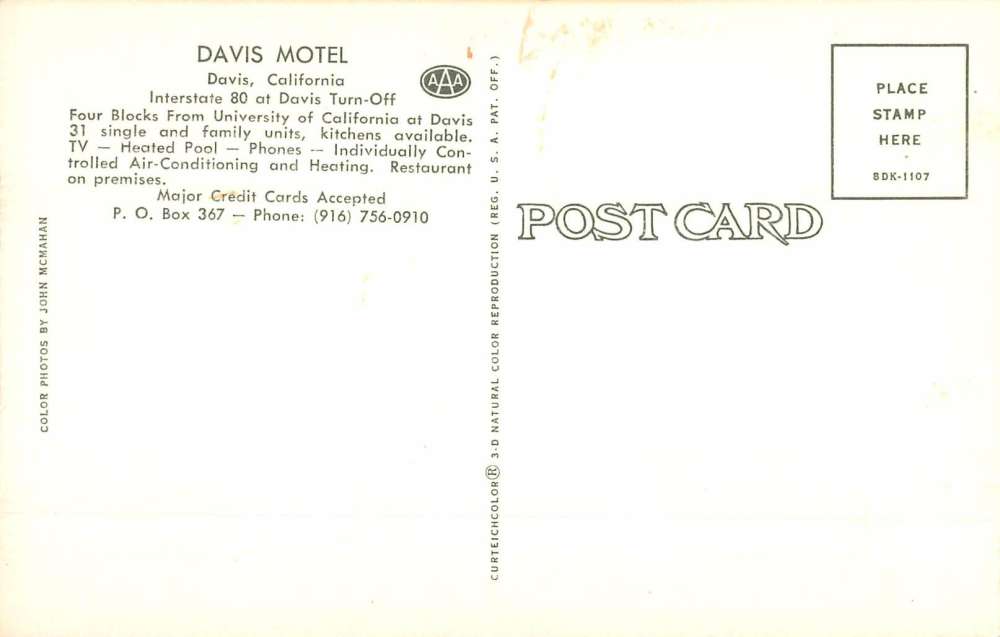 DAVIS MOTEL
Davis, California
Interstate 80 at Davis Turn-Off
AAA
Four Blocks From University of California at Davis
31 single and family units, kitchens available.
TV — Heated Pool — Phones -- Individually Con-
trolled Air-Conditioning and Heating. Restaurant
on premises.
Major Credit Cards Accepted
P. O. Box 367 — Phone: (916) 756-0910
COLOR PHOTOS BY JOHN MCMAHAN
CURTEICHCOLOR® 3-D NATURAL COLOR REPRODUCTION (REG. U. S. A. PAT. OFF.)
POST CARD
PLACE
STAMP
HERE
8DK-1107